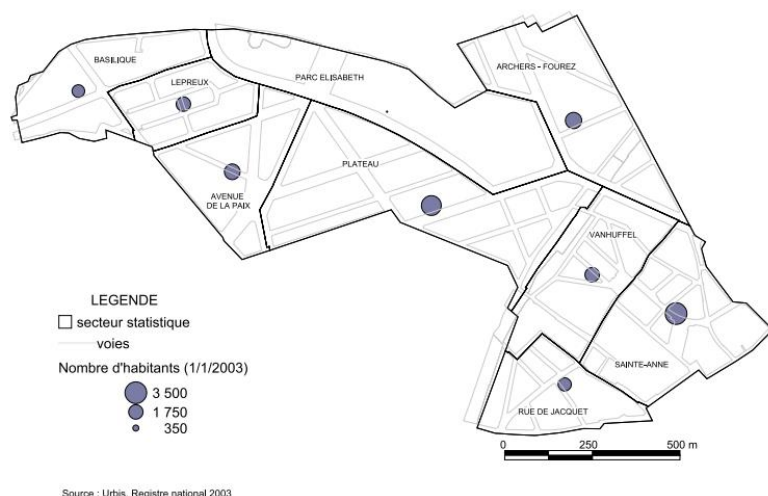 BASILIQUE
LEPREUX
PARC ELISABETH
ARCHERS - FOUREZ
PLATEAU
AVENUE
DE LA PAIX
VANHUFFEL
SAINTE-ANNE
RUE DE JACQUET
LEGENDE
secteur statistique
voies
Nombre d'habitants (1/1/2003)
3 500
1 750
350
0 250 500 m
Source : Urbis, Registre national 2003